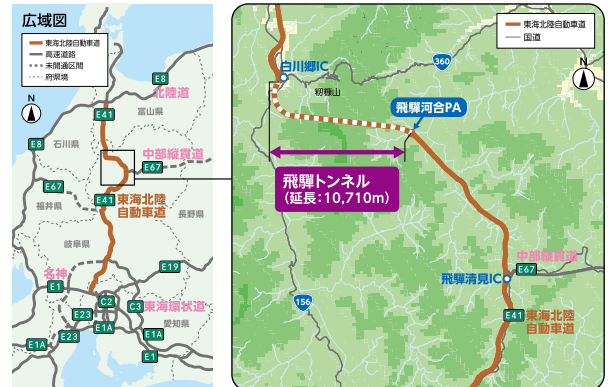 広域図
東海北陸自動車道
高速道路
未開通区間
府県境
N
E8
北陸道
富山県
E41
石川県
E8
中部縦貫道
E67
E67
E41
東海北陸
自動車道
福井県
長野県
岐阜県
名神
E1
E19
C2
C3
東海環状道
愛知県
E23
E1A
E23
E1A
E1A
E1
東海北陸自動車道
国道
N
白川郷IC
360
籾糠山
飛騨河合PA
飛騨トンネル
(延長:10,710m)
156
中部縦貫道
E67
飛騨清見IC
E41
東海北陸
自動車道